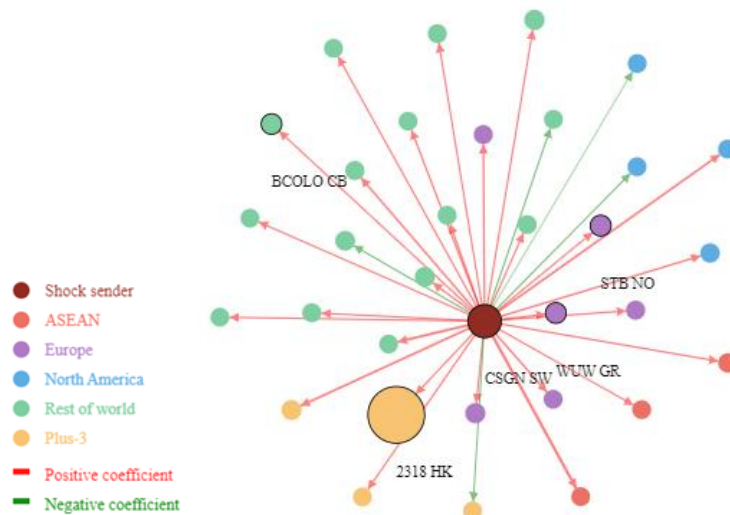 BCOLO CB
STB NO
CSGN SW
WUW GR
2318 HK
Shock sender
ASEAN
Europe
North America
Rest of world
Plus-3
Positive coefficient
Negative coefficient